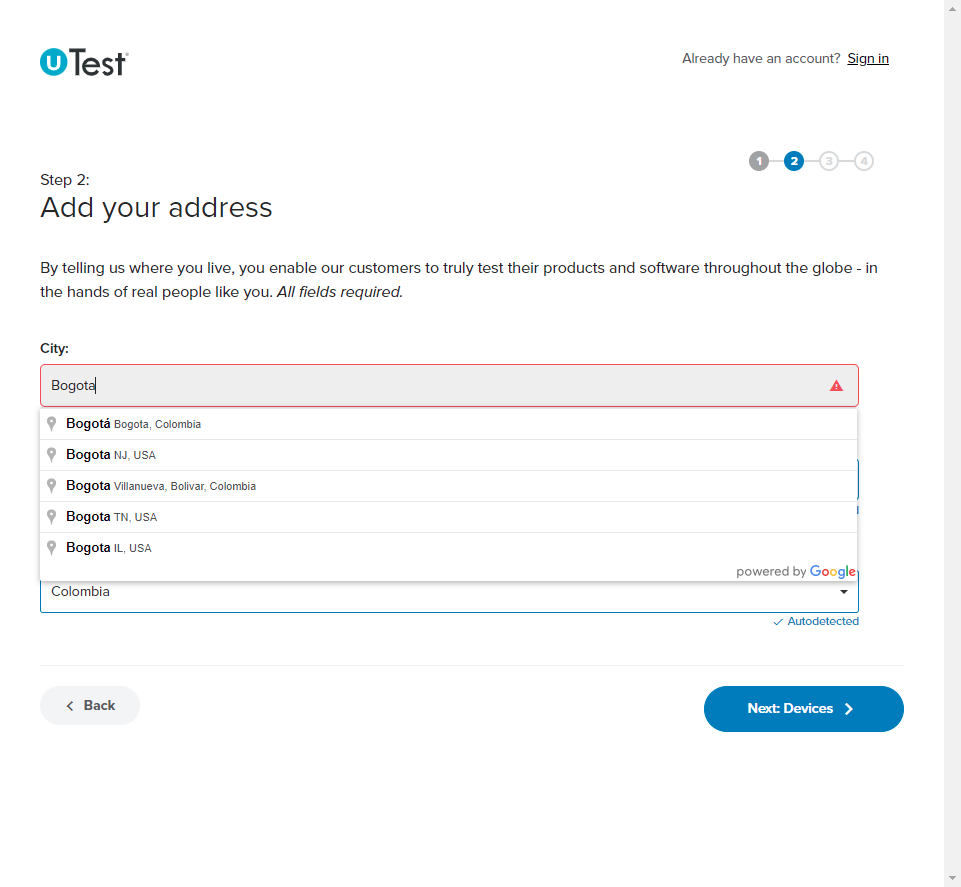 uTest
Already have an account? Sign in
1 2 3 4
Step 2:
Add your address
By telling us where you live, you enable our customers to truly test their products and software throughout the globe - in
the hands of real people like you. All fields required.
City:
Bogota
Bogotá Bogota, Colombia
Bogota NJ, USA
Bogota Villanueva, Bolivar, Colombia
Bogota TN, USA
Bogota IL, USA
powered by Google
Colombia
Autodetected
Back
Next: Devices